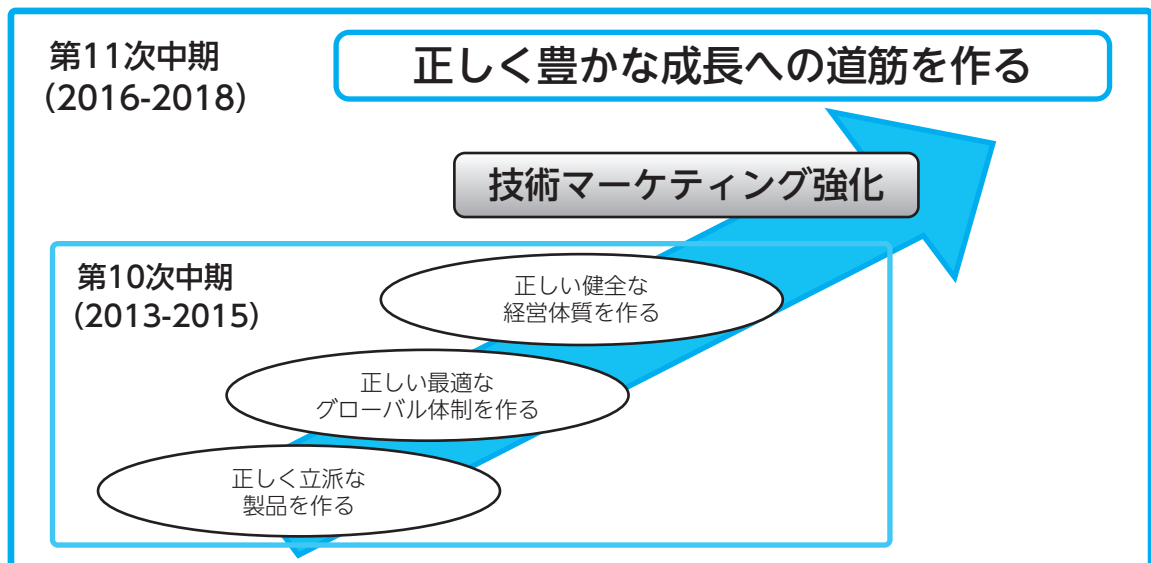 第11次中期
（2016-2018）
正しく豊かな成長への道筋を作る
技術マーケティング強化
第10次中期
（2013-2015）
正しい健全な
経営体質を作る
正しい最適な
グローバル体制を作る
正しく立派な
製品を作る